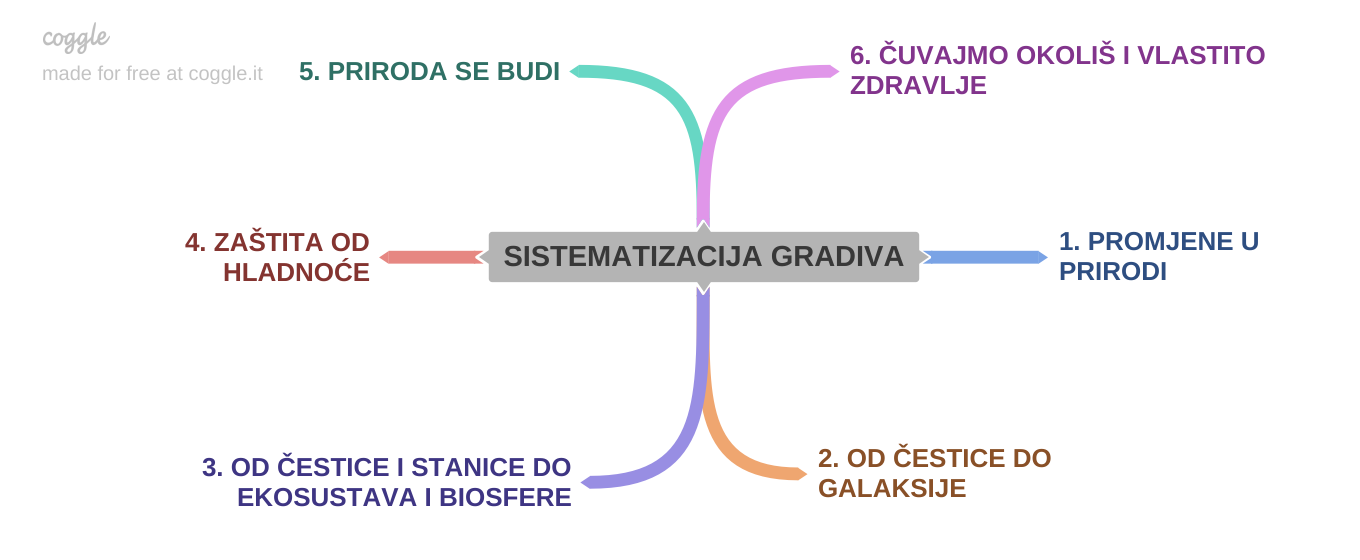 coggle
made for free at coggle.it
5. PRIRODA SE BUDI
6. ČUVAJMO OKOLIŠ I VLASTITO
ZDRAVLJE
4. ZAŠTITA OD
HLADNOĆE
SISTEMATIZACIJA GRADIVA
1. PROMJENE U
PRIRODI
3. OD ČESTICE I STANICE DO
EKOSUSTAVA I BIOSFERE
2. OD ČESTICE DO
GALAKSIJE